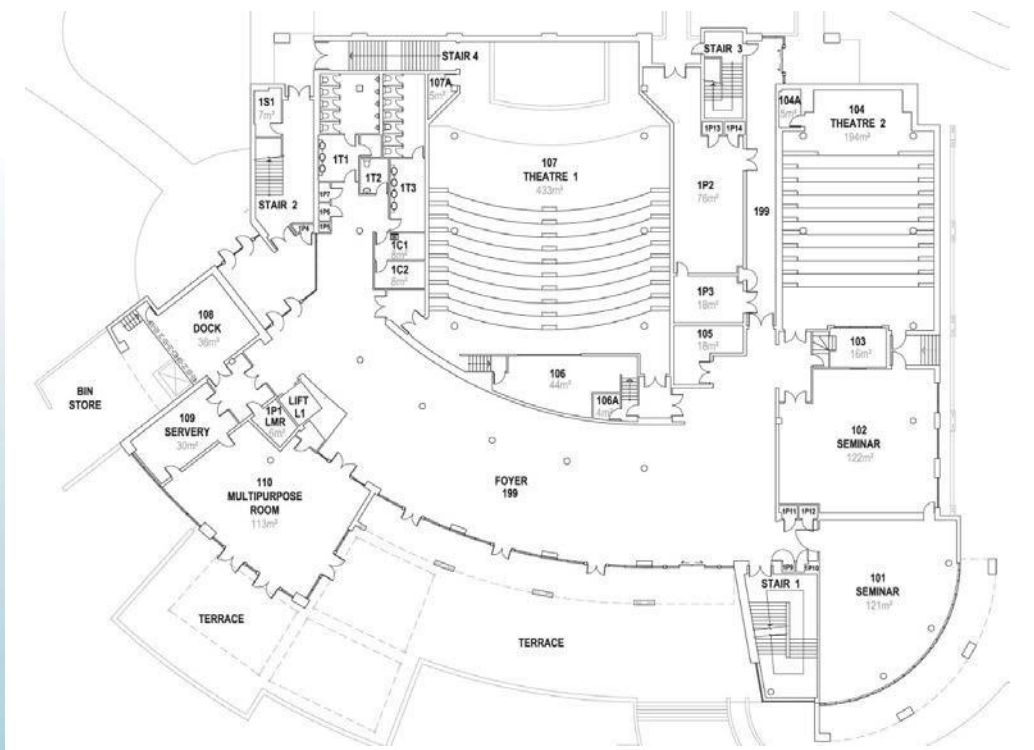 STAIR 4
STAIR 3
107A
5m²
1S1
7m²
104A
5m²
104
THEATRE 2
194m²
1P13
1P14
107
THEATRE 1
433m²
1T1
1T2
1T3
1P2
76m²
199
1P7
1P6
1P5
STAIR 2
1P4
1C1
8m²
1C2
8m²
1P3
18m²
108
DOCK
36m²
105
18m²
103
16m²
106
44m²
106A
4m²
BIN
STORE
LIFT
L1
1P1
LMR
6m²
109
SERVERY
30m²
102
SEMINAR
122m²
110
MULTIPURPOSE
ROOM
113m²
FOYER
199
1P11
1P12
1P9
1P10
STAIR 1
101
SEMINAR
121m²
TERRACE
TERRACE